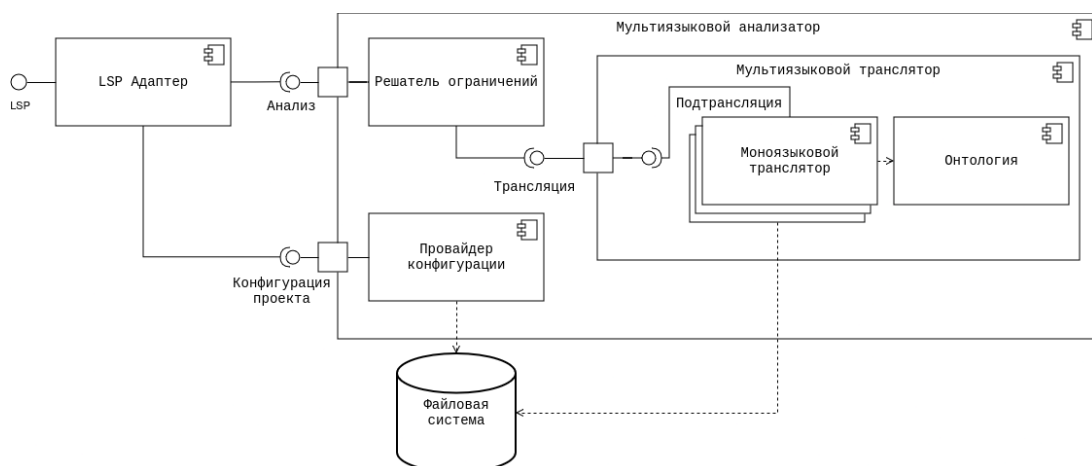 Мультиязыковой анализатор
LSP Адаптер
LSP
Анализ
Решатель ограничений
Мультиязыковой транслятор
Подтрансляция
Моноязыковой
транслятор
Онтология
Трансляция
Провайдер
конфигурации
Конфигурация
проекта
Файловая
система